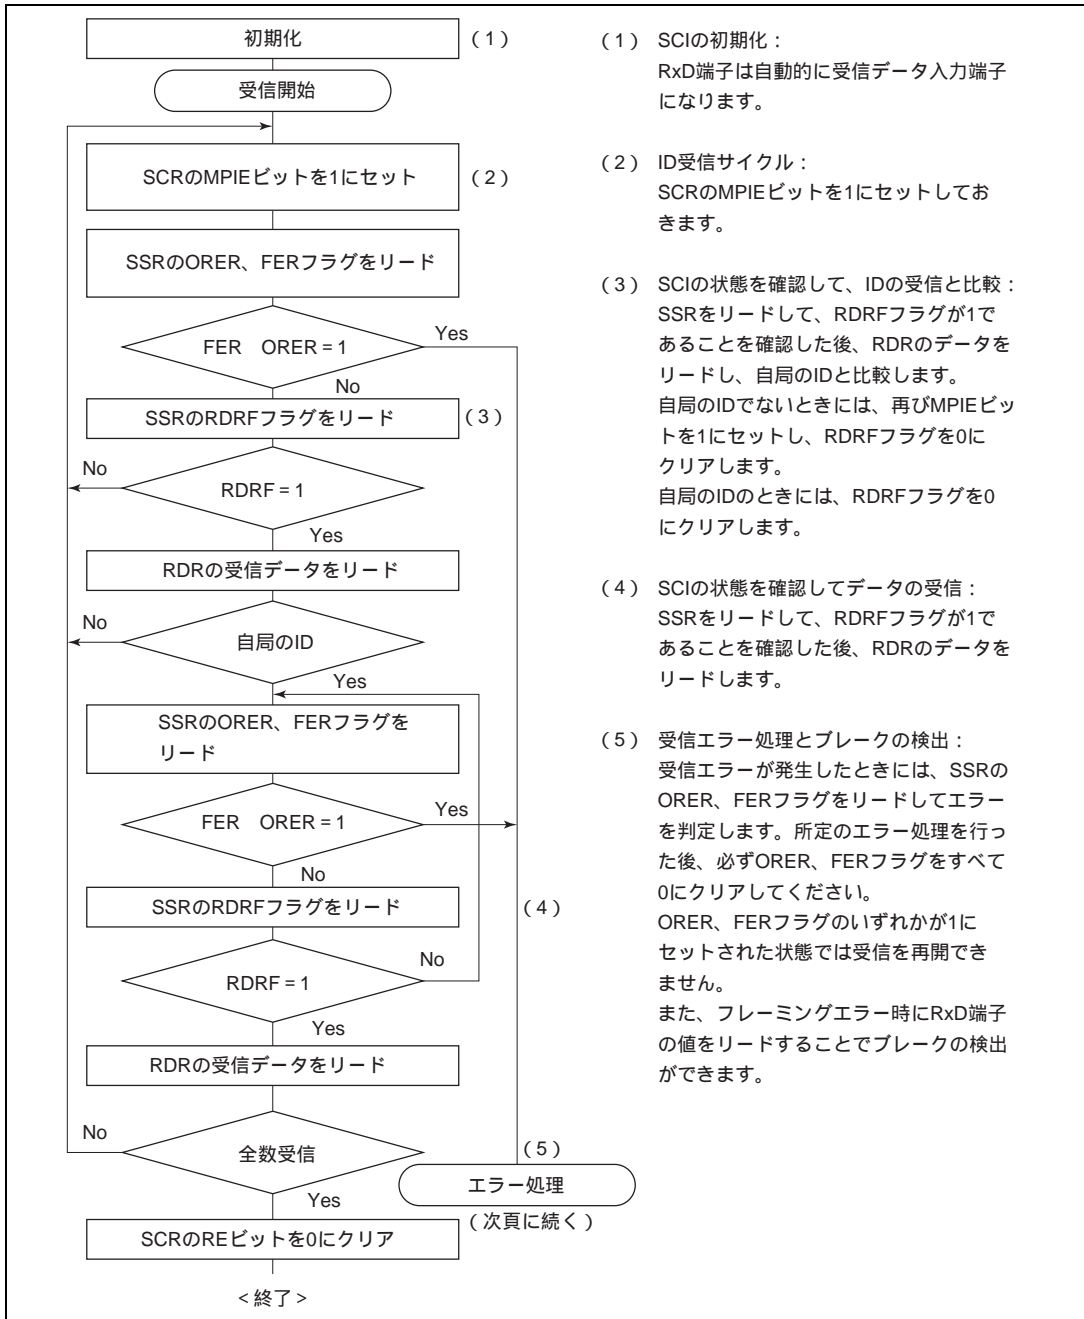 初期化
（1）
受信開始
SCRのMPIEビットを1にセット
（2）
SSRのORER、FERフラグをリード
FER　ORER = 1
Yes
No
SSRのRDRFフラグをリード
（3）
No
RDRF = 1
Yes
RDRの受信データをリード
No
自局のID
Yes
SSRのORER、FERフラグを
リード
FER　ORER = 1
Yes
No
SSRのRDRFフラグをリード
（4）
RDRF = 1
No
Yes
RDRの受信データをリード
No
全数受信
（5）
エラー処理
（次頁に続く）
Yes
SCRのREビットを0にクリア
＜終了＞
（1） SCIの初期化：
RxD端子は自動的に受信データ入力端子
になります。
（2） ID受信サイクル：
SCRのMPIEビットを1にセットしてお
きます。
（3） SCIの状態を確認して、IDの受信と比較：
SSRをリードして、RDRFフラグが1で
あることを確認した後、RDRのデータを
リードし、自局のIDと比較します。
自局のIDでないときには、再びMPIEビッ
トを1にセットし、RDRFフラグを0に
クリアします。
自局のIDのときには、RDRFフラグを0
にクリアします。
（4） SCIの状態を確認してデータの受信：
SSRをリードして、RDRFフラグが1で
あることを確認した後、RDRのデータを
リードします。
（5） 受信エラー処理とブレークの検出：
受信エラーが発生したときには、SSRの
ORER、FERフラグをリードしてエラー
を判定します。所定のエラー処理を行っ
た後、必ずORER、FERフラグをすべて
0にクリアしてください。
ORER、FERフラグのいずれかが1に
セットされた状態では受信を再開でき
ません。
また、フレーミングエラー時にRxD端子
の値をリードすることでブレークの検出
ができます。